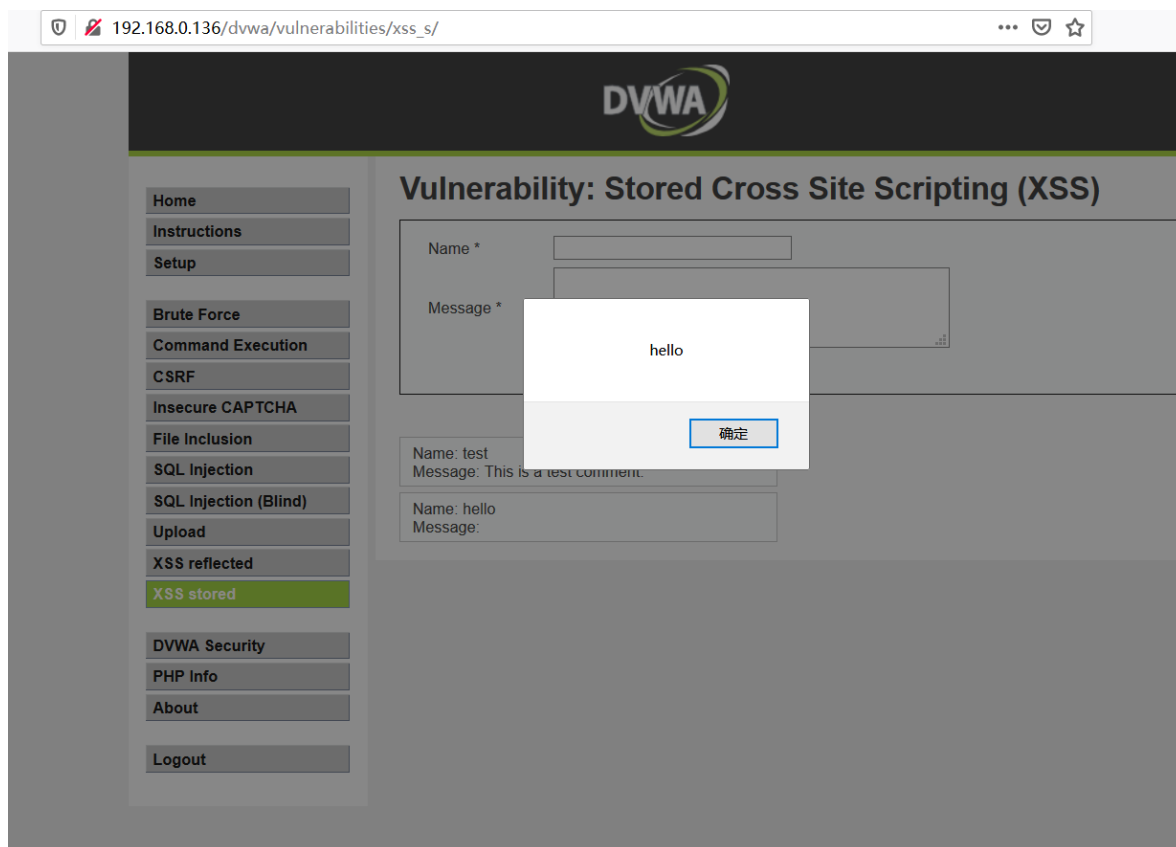 192.168.0.136/dvwa/vulnerabilities/xss_s/
DVWA
Home
Instructions
Setup
Brute Force
Command Execution
CSRF
Insecure CAPTCHA
File Inclusion
SQL Injection
SQL Injection (Blind)
Upload
XSS reflected
XSS stored
DVWA Security
PHP Info
About
Logout
Vulnerability: Stored Cross Site Scripting (XSS)
Name *
Message *
hello
确定
Name: test
Message: This is a test comment.
Name: hello
Message: